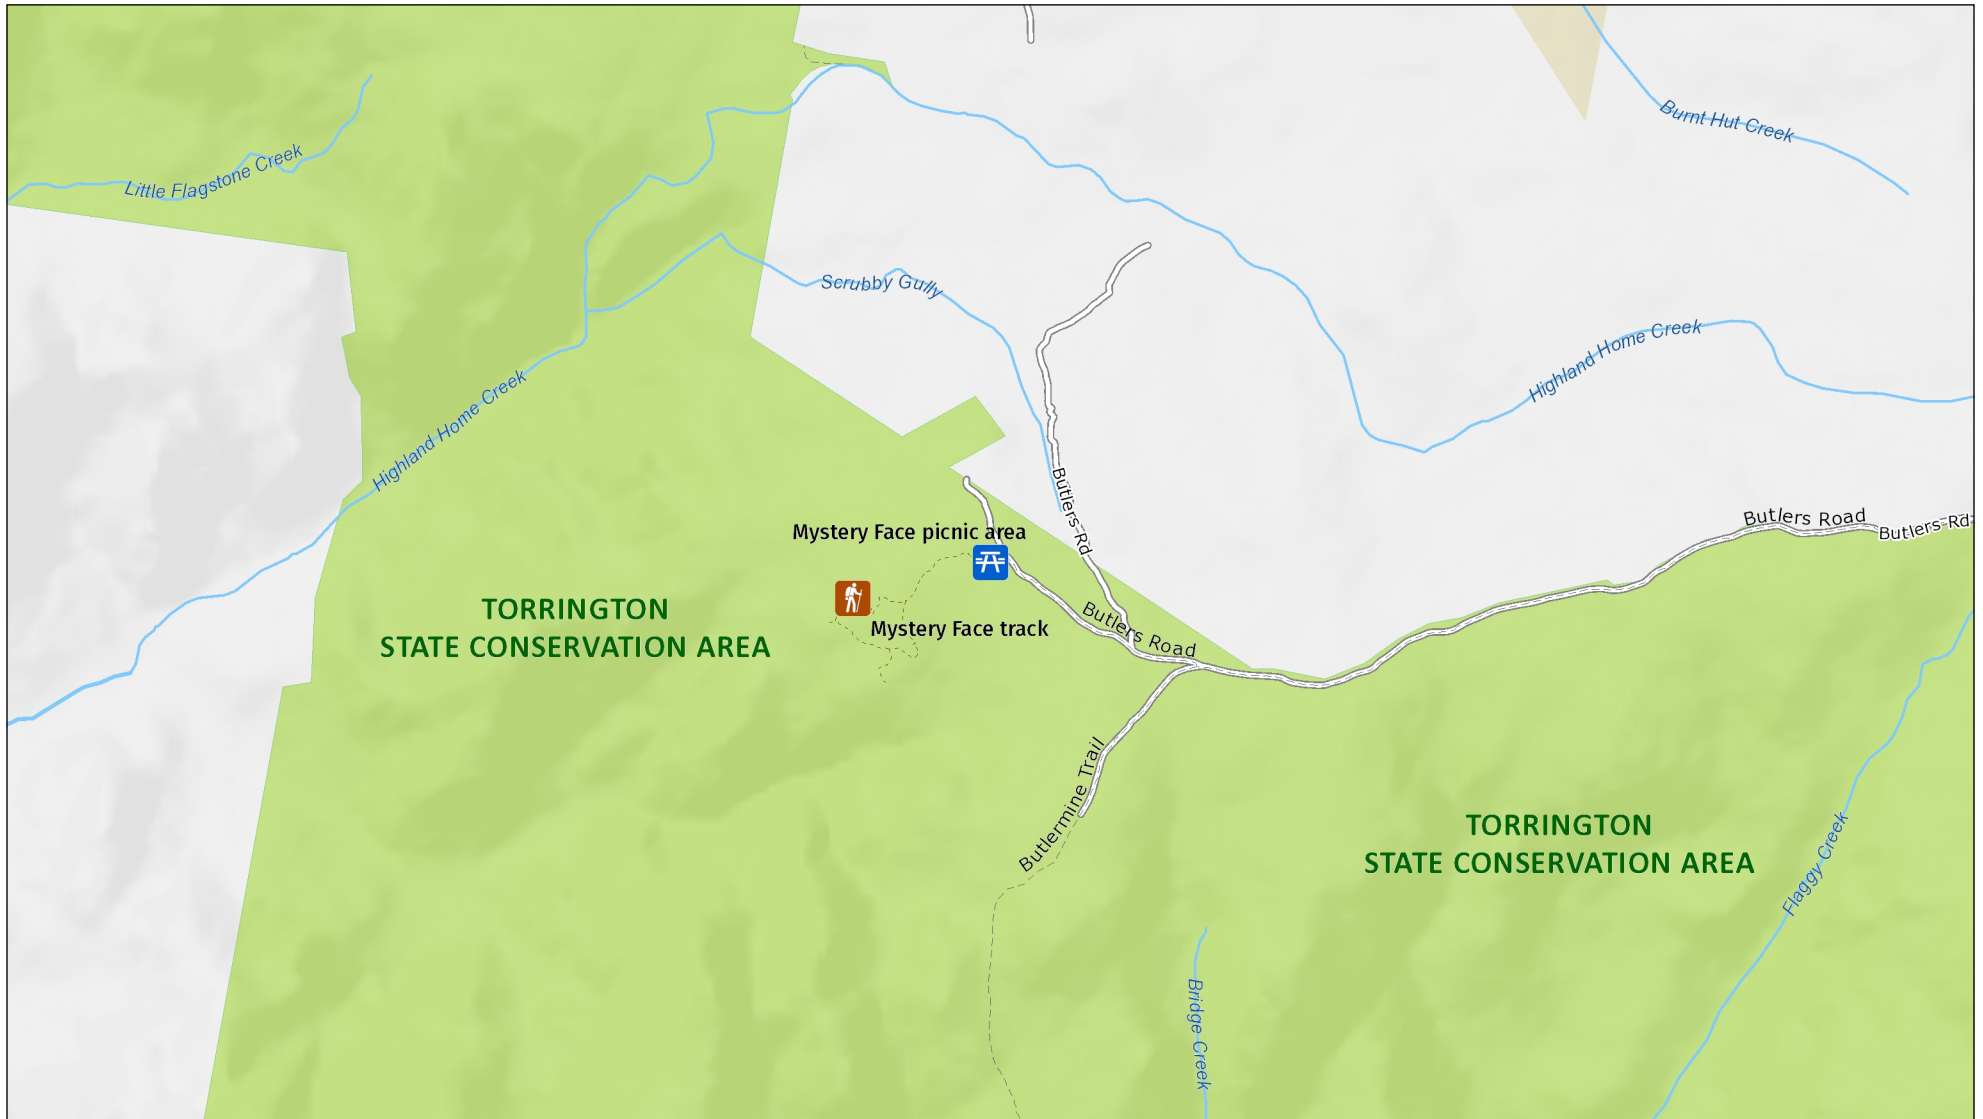 Burnt Hut Creek
Little Flagstone Creek
Scrubby Gully
Highland Home Creek
Highland Home Creek
Butlers Rd
Butlers Road
Butlers Rd
Mystery Face picnic area
TORRINGTON
STATE CONSERVATION AREA
Mystery Face track
Butlers Road
Butlermine Trail
TORRINGTON
STATE CONSERVATION AREA
Flaggy Creek
Bridge Creek